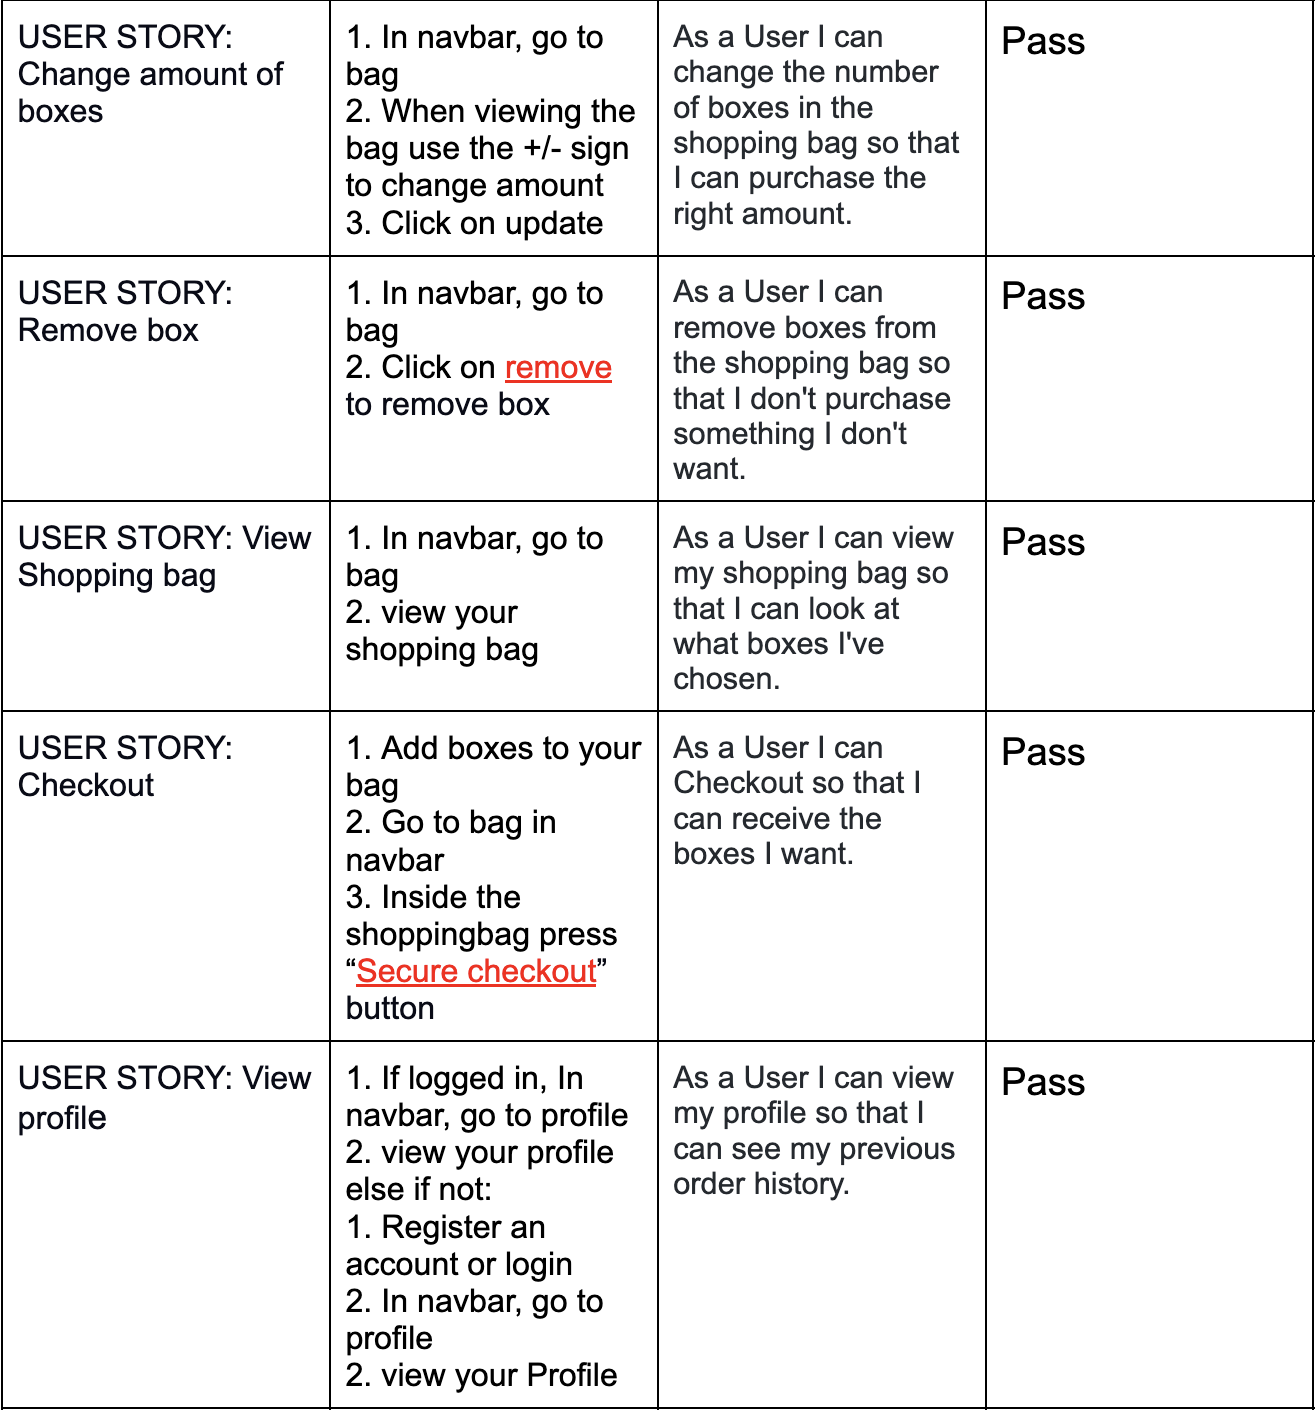 USER STORY:
Change amount of
boxes
1. In navbar, go to
bag
2. When viewing the
bag use the +/- sign
to change amount
3. Click on update
As a User I can
change the number
of boxes in the
shopping bag so that
I can purchase the
right amount.
Pass
USER STORY:
Remove box
1. In navbar, go to
bag
2. Click on remove
to remove box
As a User I can
remove boxes from
the shopping bag so
that I don't purchase
something I don't
want.
Pass
USER STORY: View
Shopping bag
1. In navbar, go to
bag
2. view your
shopping bag
As a User I can view
my shopping bag so
that I can look at
what boxes I've
chosen.
Pass
USER STORY:
Checkout
1. Add boxes to your
bag
2. Go to bag in
navbar
3. Inside the
shoppingbag press
“Secure checkout”
button
As a User I can
Checkout so that I
can receive the
boxes I want.
Pass
USER STORY: View
profile
1. If logged in, In
navbar, go to profile
2. view your profile
else if not:
1. Register an
account or login
2. In navbar, go to
profile
2. view your Profile
As a User I can view
my profile so that I
can see my previous
order history.
Pass